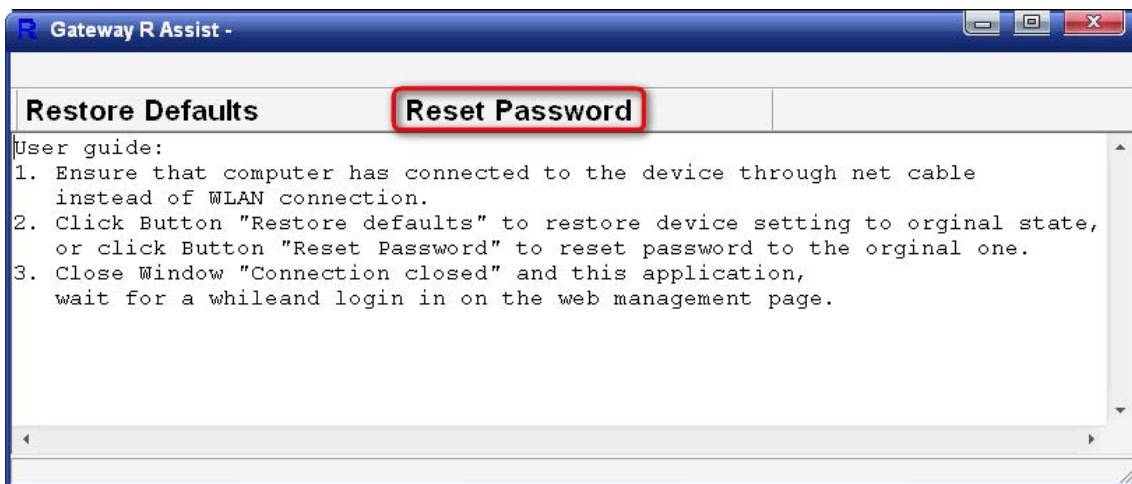 R Gateway R Assist -
Restore Defaults Reset Password
User guide:
1. Ensure that computer has connected to the device through net cable
instead of WLAN connection.
2. Click Button "Restore defaults" to restore device setting to orginal state,
or click Button "Reset Password" to reset password to the orginal one.
3. Close Window "Connection closed" and this application,
wait for a whileand login in on the web management page.